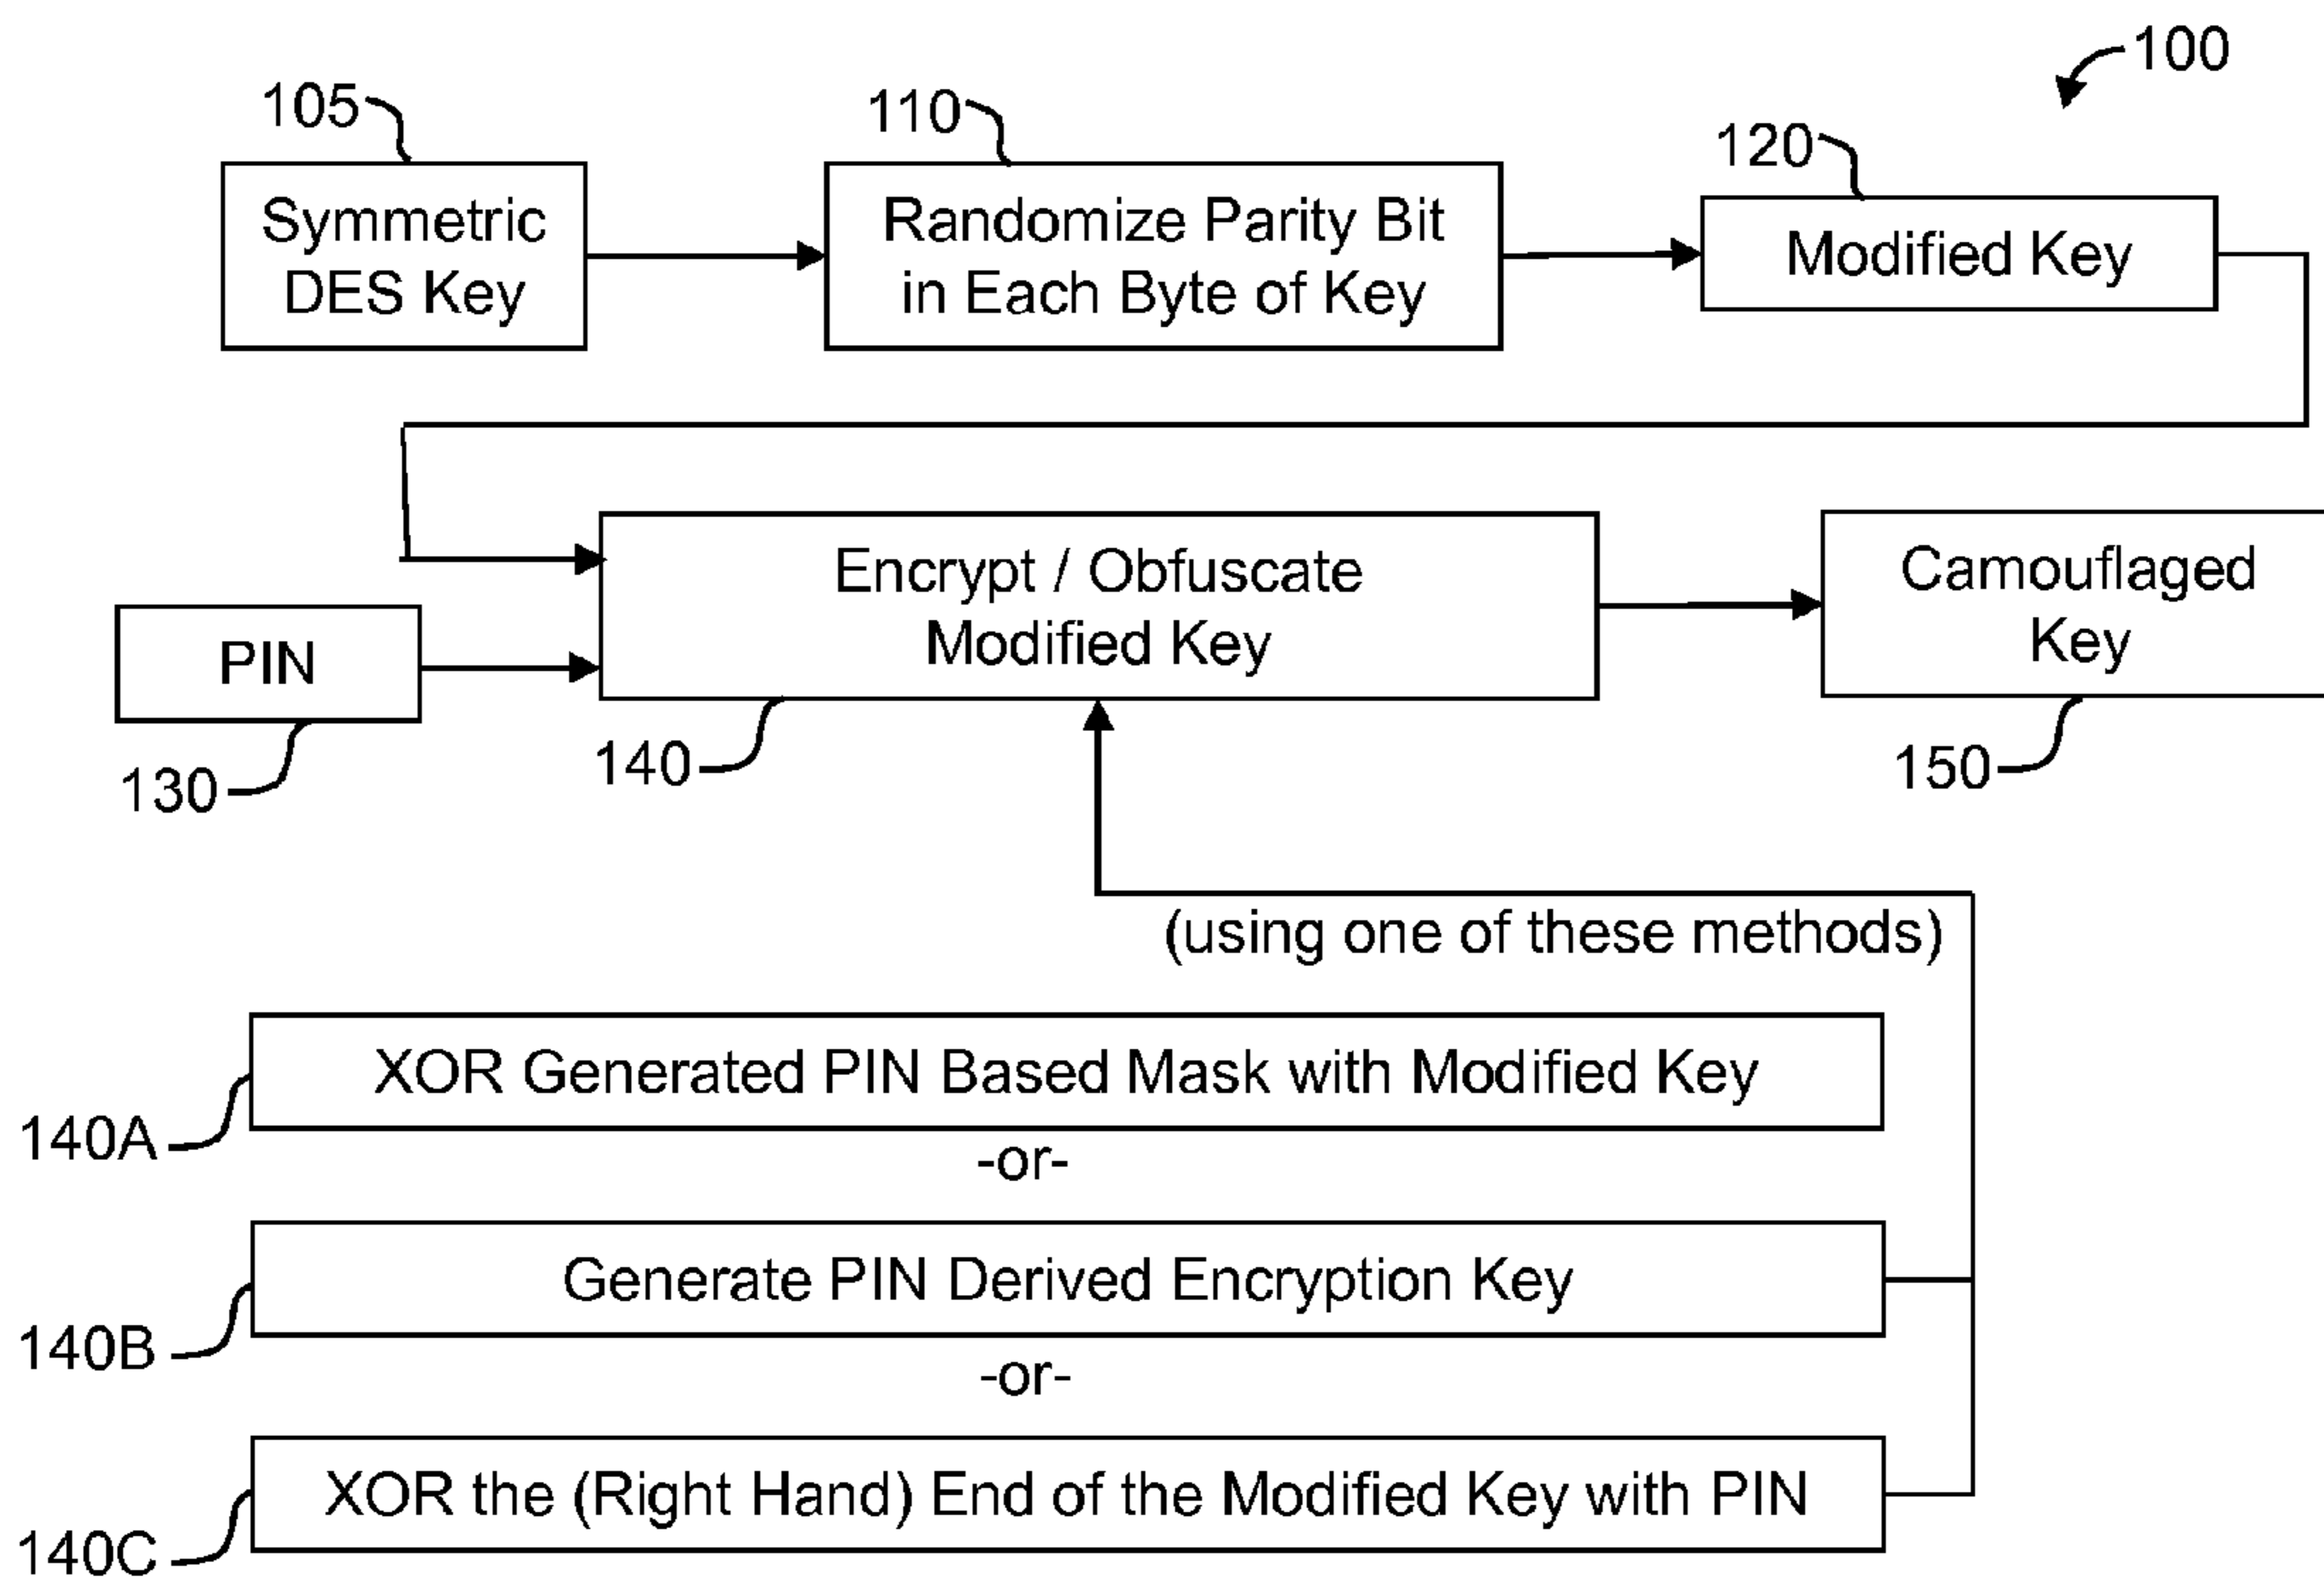 100
105
110
120
Symmetric
DES Key
Randomize Parity Bit
in Each Byte of Key
Modified Key
Encrypt / Obfuscate
Modified Key
Camouflaged
Key
PIN
130
140
150
(using one of these methods)
XOR Generated PIN Based Mask with Modified Key
140A
-or-
Generate PIN Derived Encryption Key
140B
-or-
XOR the (Right Hand) End of the Modified Key with PIN
140C